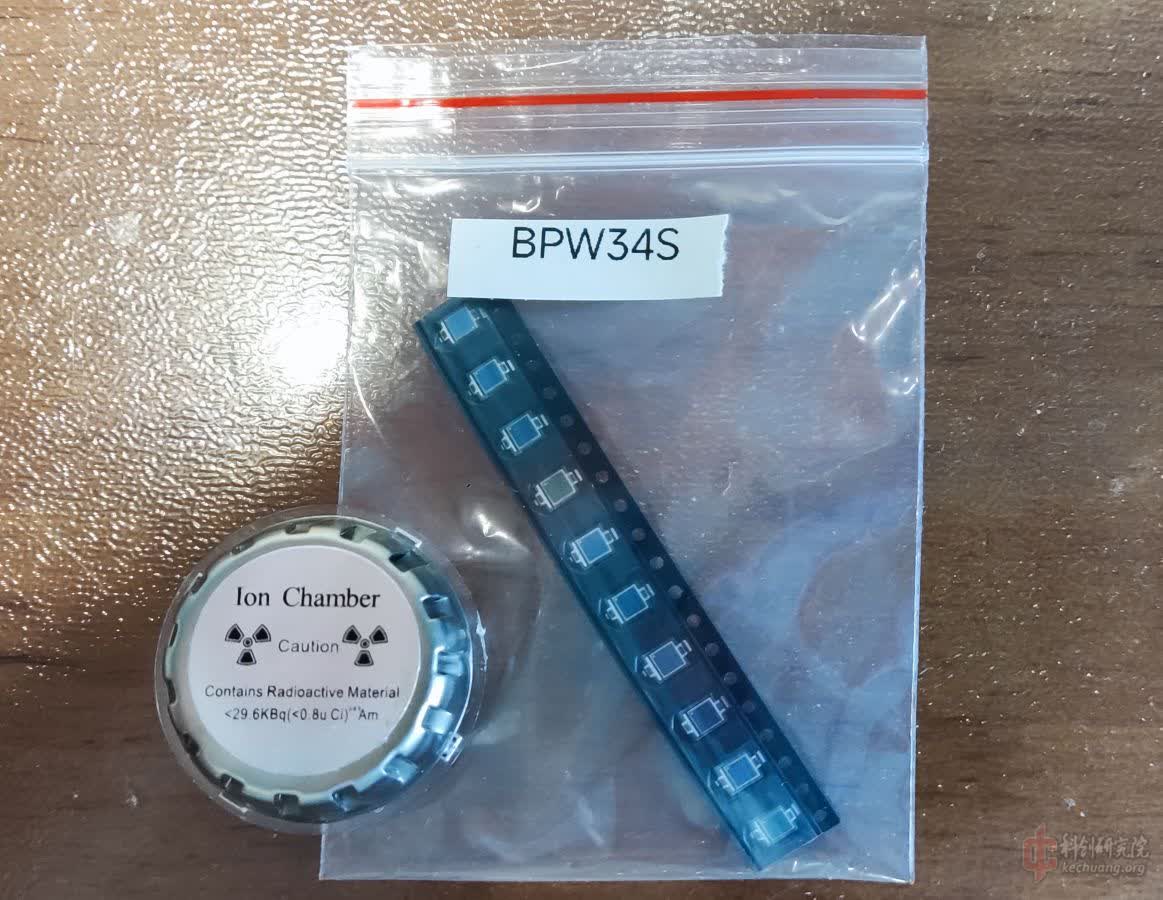 BPW34S
Ion Chamber
Caution
Contains Radioactive Material
<29.6KBq(<0.8u Ci)²⁴¹Am
科创研究院
kechuang.org